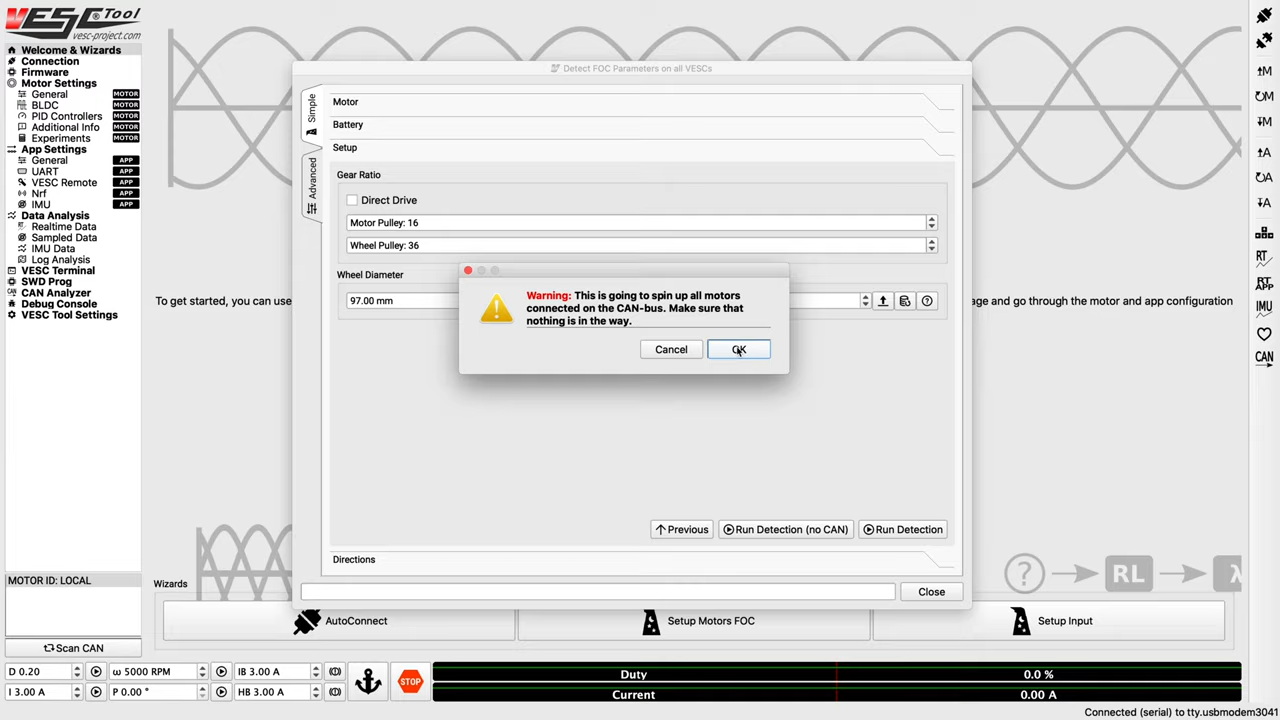 VESC® Tool
vesc-project.com
Welcome & Wizards
Connection
Firmware
Motor Settings
General MOTOR
BLDC MOTOR
PID Controllers MOTOR
Additional Info MOTOR
Experiments MOTOR
App Settings
General APP
UART APP
VESC Remote APP
Nrf APP
IMU APP
Data Analysis
Realtime Data
Sampled Data
IMU Data
Log Analysis
VESC Terminal
SWD Prog
CAN Analyzer
Debug Console
VESC Tool Settings
MOTOR ID: LOCAL
Scan CAN
Detect FOC Parameters on all VESCs
Simple
Advanced
Motor
Battery
Setup
Gear Ratio
Direct Drive
Motor Pulley: 16
Wheel Pulley: 36
Wheel Diameter
97.00 mm
Warning: This is going to spin up all motors
connected on the CAN-bus. Make sure that
nothing is in the way.
Cancel
OK
Previous
Run Detection (no CAN)
Run Detection
Directions
Close
To get started, you can use
age and go through the motor and app configuration
? RL λ
Wizards
AutoConnect
Setup Motors FOC
Setup Input
M
M
M
A
A
A
RT
RT
APP
IMU
CAN
D 0.20
ω 5000 RPM
IB 3.00 A
I 3.00 A
P 0.00 °
HB 3.00 A
STOP
Duty 0.0 %
Current 0.00 A
Connected (serial) to tty.usbmodem3041